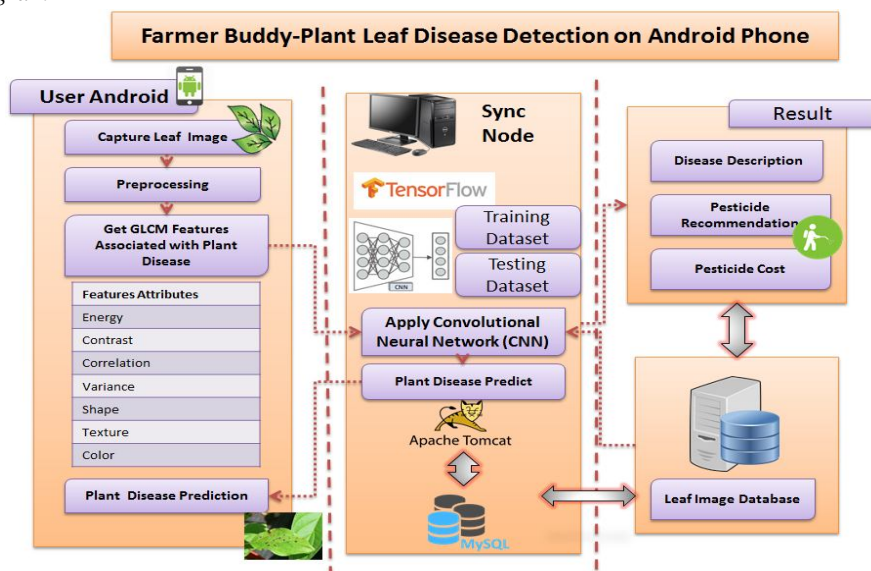 Farmer Buddy-Plant Leaf Disease Detection on Android Phone
User Android
Capture Leaf Image
Preprocessing
Get GLCM Features
Associated with Plant
Disease
Features Attributes
Energy
Contrast
Correlation
Variance
Shape
Texture
Color
Plant Disease Prediction
Sync
Node
TensorFlow
CNN
Training
Dataset
Testing
Dataset
Apply Convolutional
Neural Network (CNN)
Plant Disease Predict
Apache Tomcat
MySQL
Result
Disease Description
Pesticide
Recommendation
Pesticide Cost
Leaf Image Database